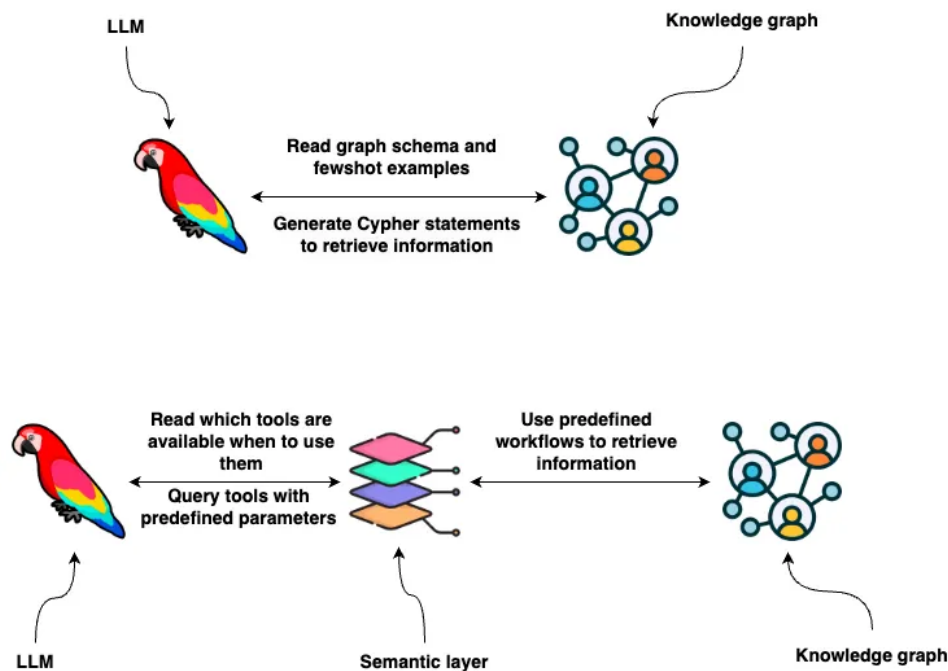 LLM
Knowledge graph
Read graph schema and
fewshot examples
Generate Cypher statements
to retrieve information
Read which tools are
available when to use
them
Query tools with
predefined parameters
Use predefined
workflows to retrieve
information
LLM
Semantic layer
Knowledge graph